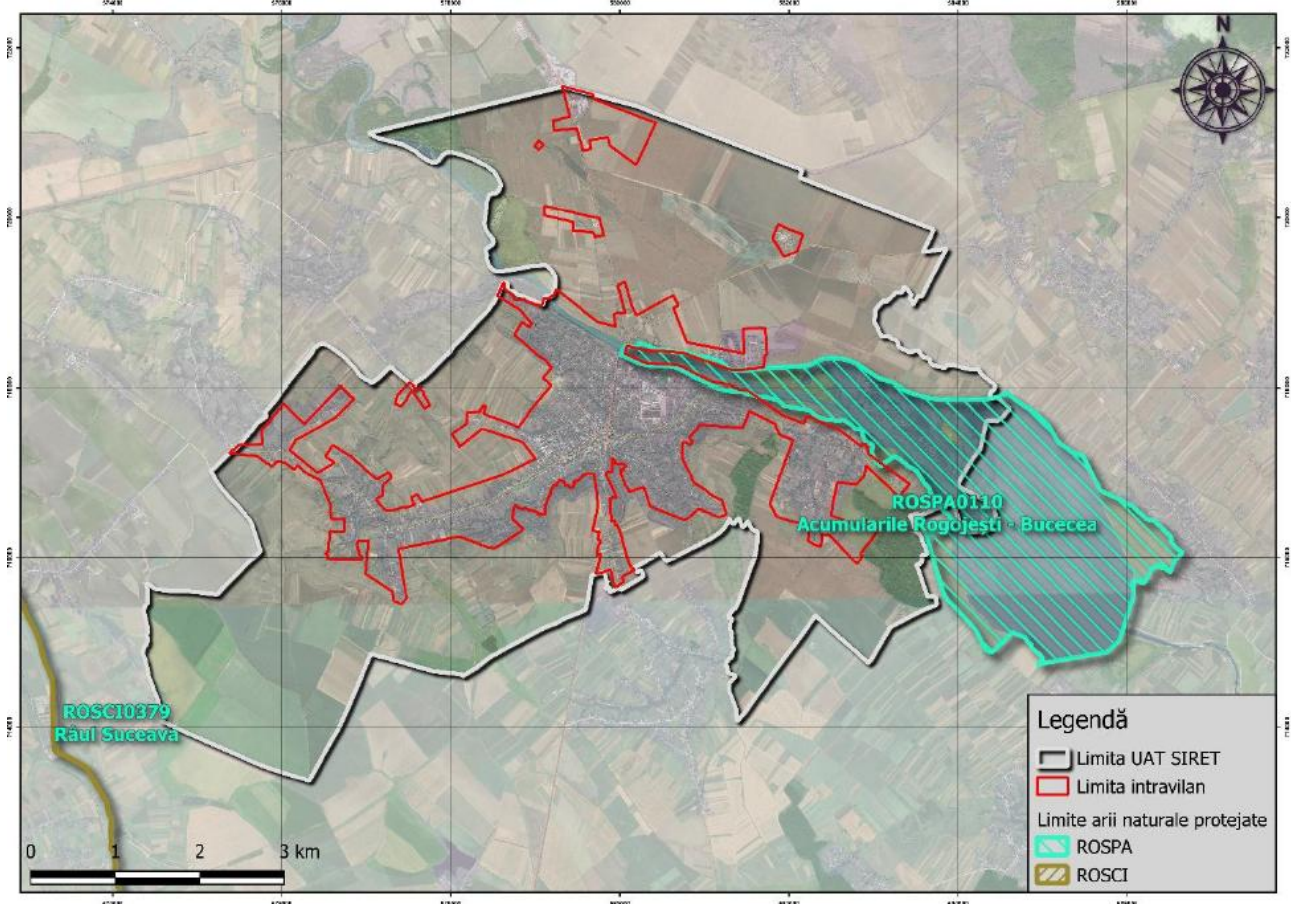 N
ROSPA0110
Acumularile Rogojești - Bucecea
ROSCI0379
Râul Suceava
0 1 2 3 km
Legendă
Limita UAT SIRET
Limita intravilan
Limite arii naturale protejate
ROSPA
ROSCI